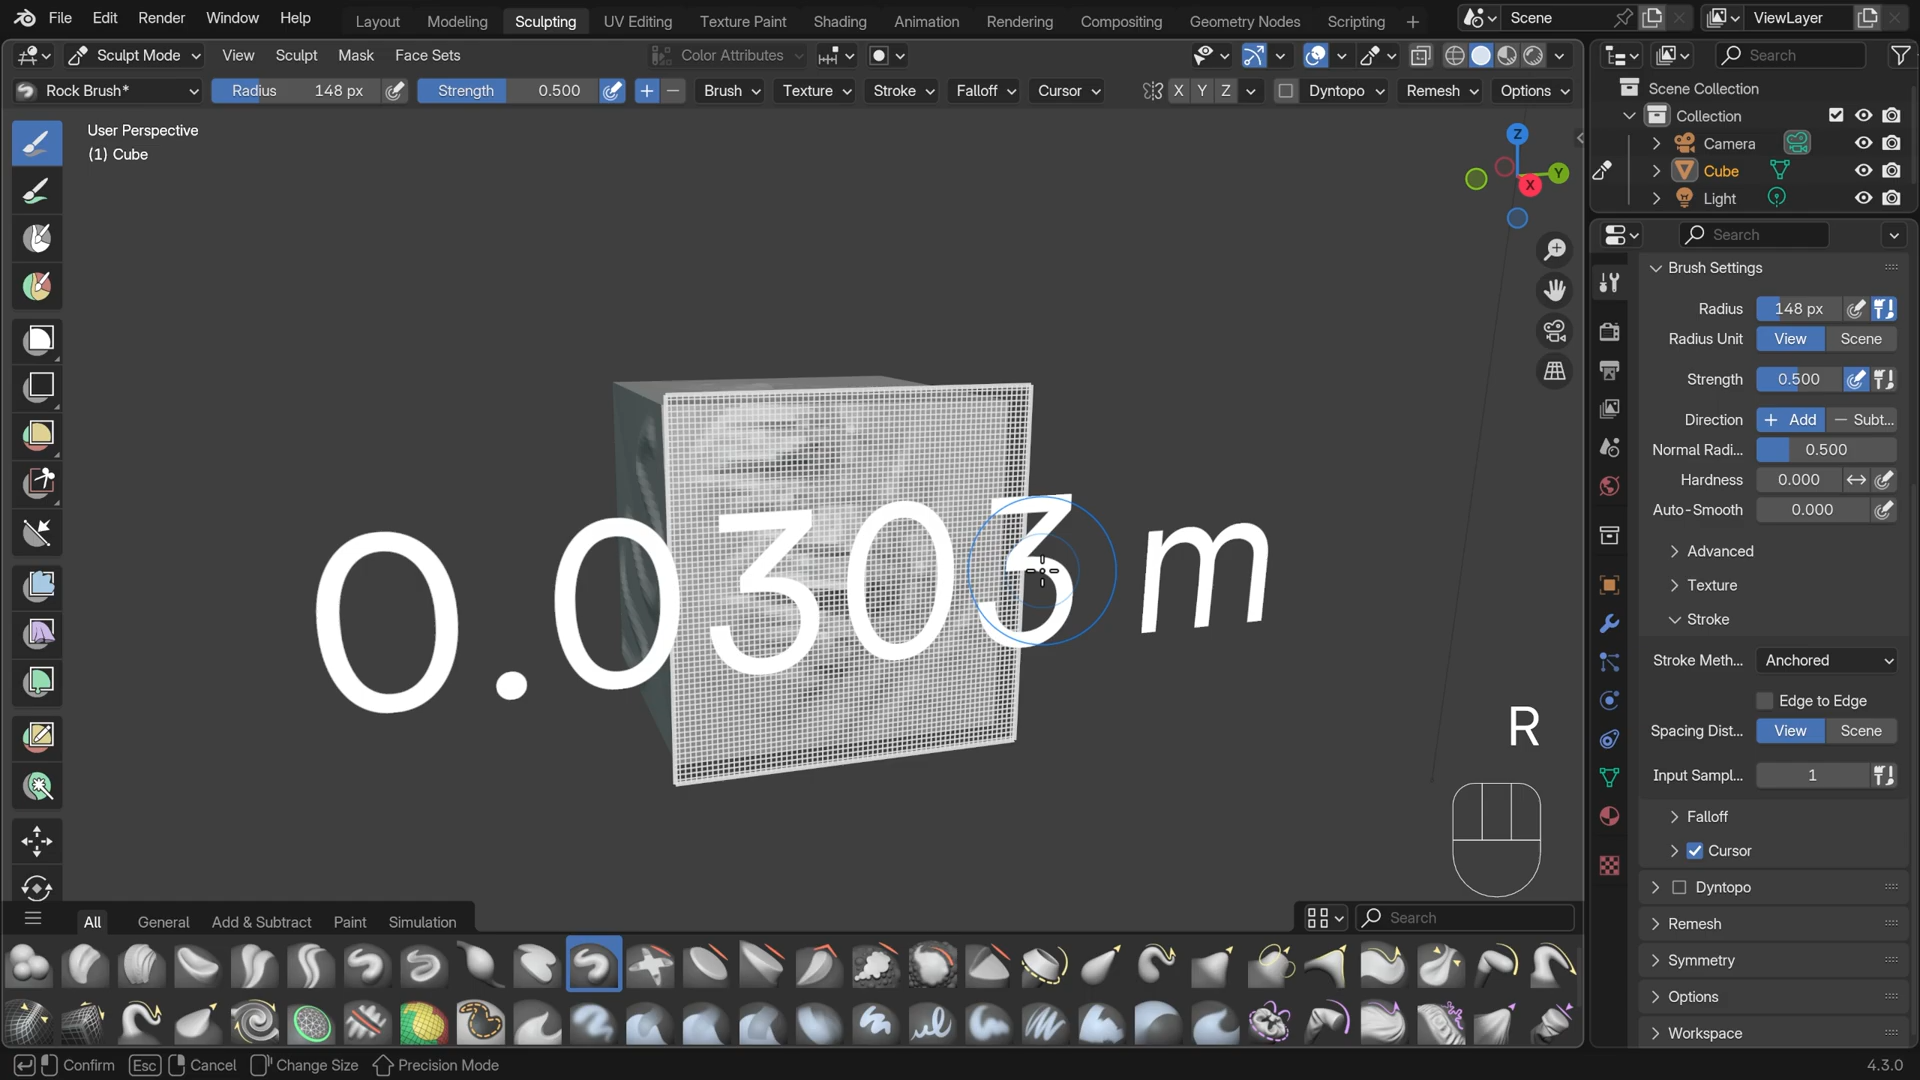 File Edit Render Window Help Layout Modeling Sculpting UV Editing Texture Paint Shading Animation Rendering Compositing Geometry Nodes Scripting + Scene ViewLayer
Sculpt Mode View Sculpt Mask Face Sets Color Attributes Search
Rock Brush* Radius 148 px Strength 0.500 + − Brush Texture Stroke Falloff Cursor X Y Z Dyntopo Remesh Options
User Perspective
(1) Cube
Z
Y
X
Scene Collection
Collection
Camera
Cube
Light
Search
Brush Settings
Radius 148 px
Radius Unit View Scene
Strength 0.500
Direction + Add − Subt...
Normal Radi... 0.500
Hardness 0.000
Auto-Smooth 0.000
Advanced
Texture
Stroke
Stroke Meth... Anchored
Edge to Edge
Spacing Dist... View Scene
Input Sampl... 1
Falloff
Cursor
Dyntopo
Remesh
Symmetry
Options
Workspace
0.0303 m
R
All General Add & Subtract Paint Simulation Search
Confirm Esc Cancel Change Size Precision Mode 4.3.0